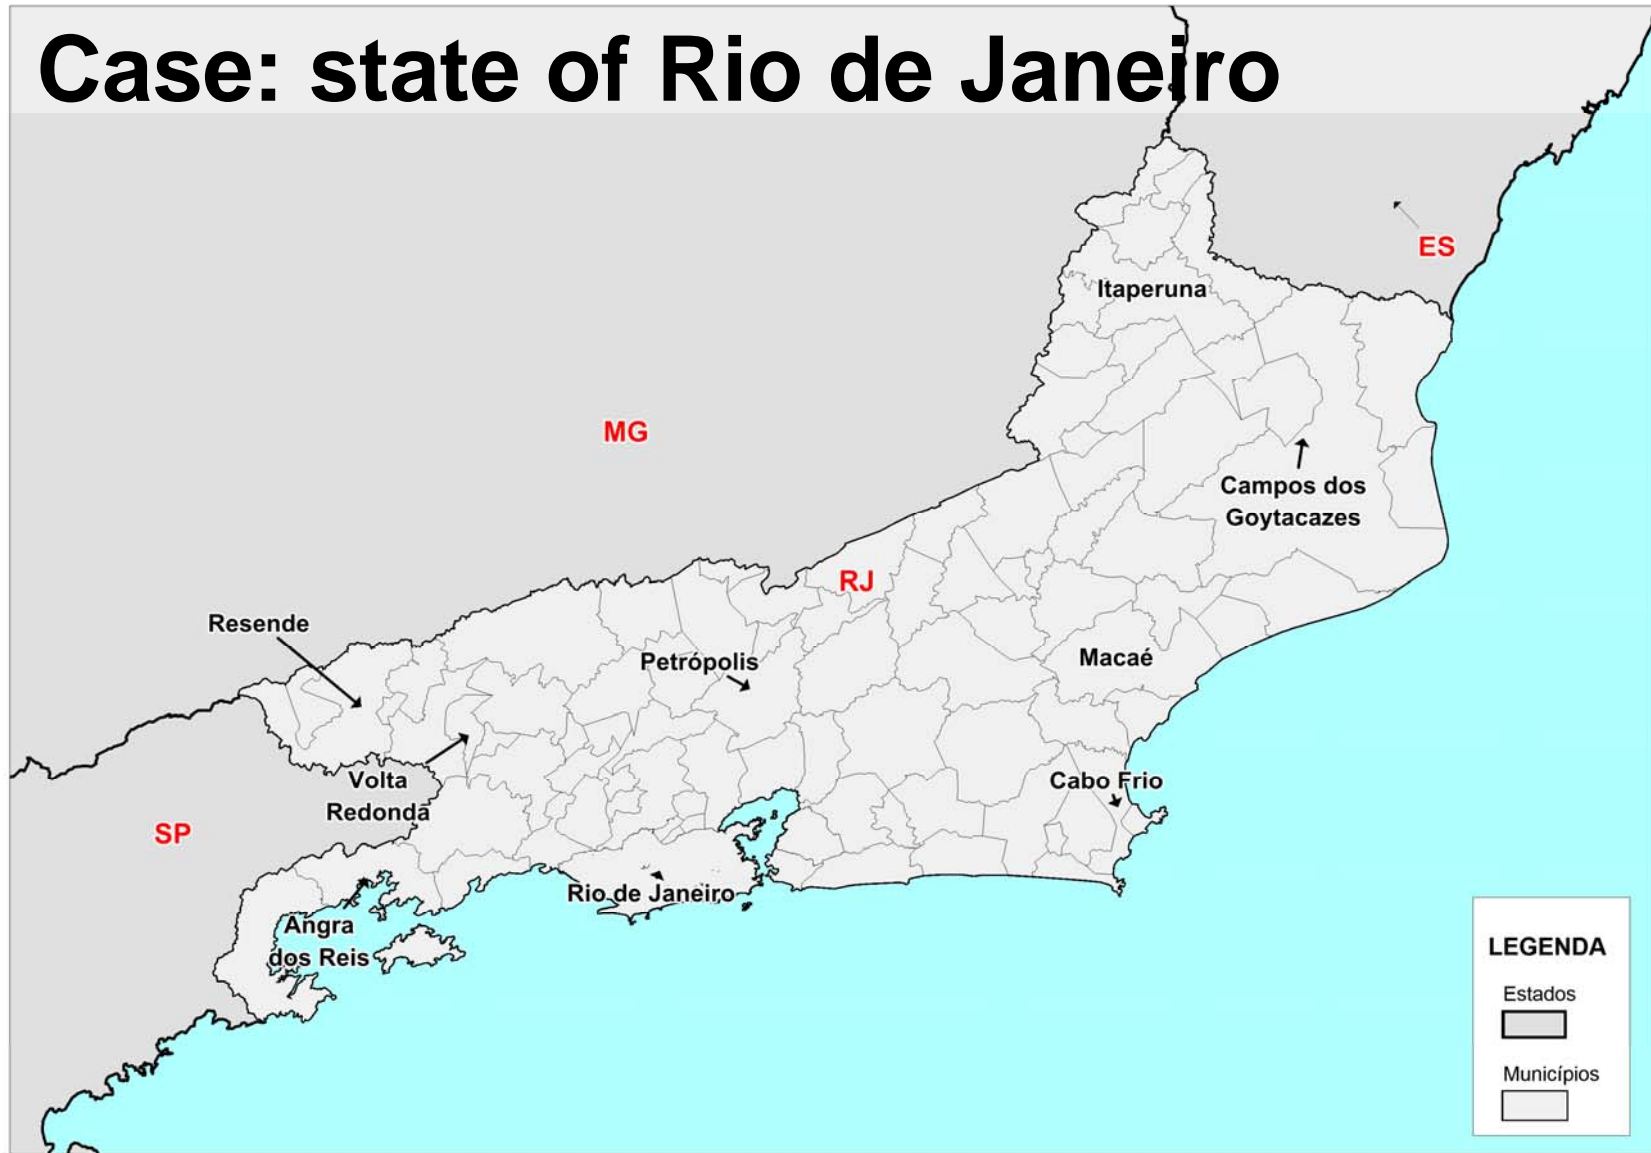 Case: state of Rio de Janeiro
ES
Itaperuna
MG
Campos dos
Goytacazes
RJ
Resende
Petrópolis
Macaé
Volta
Redonda
Cabo Frio
SP
Rio de Janeiro
Angra
dos Reis
LEGENDA
Estados
Municípios